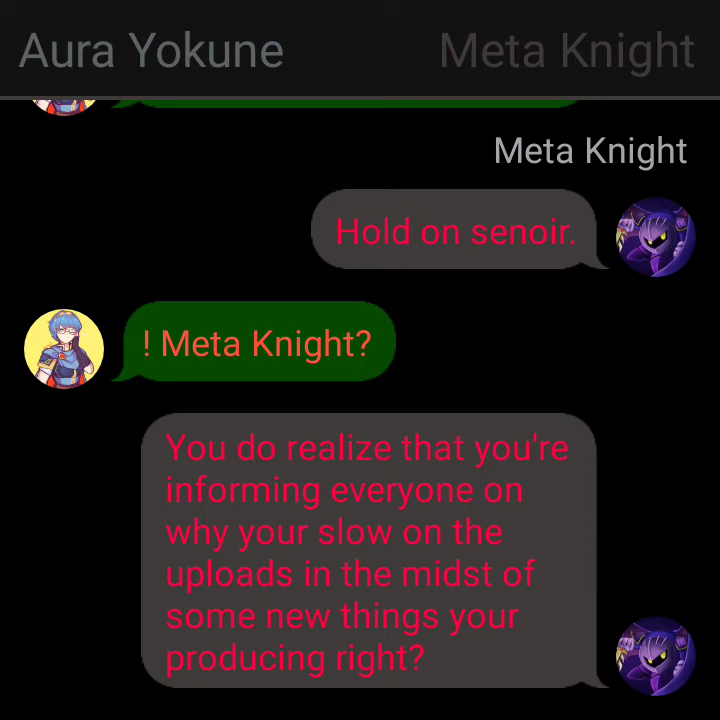 Aura Yokune Meta Knight
Meta Knight
Hold on senoir.
! Meta Knight?
You do realize that you're
informing everyone on
why your slow on the
uploads in the midst of
some new things your
producing right?